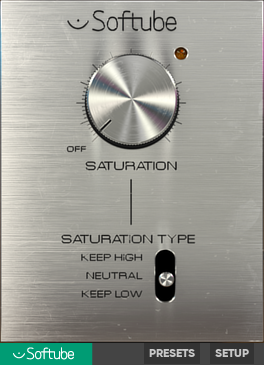 Softube
OFF
SATURATION
SATURATION TYPE
KEEP HIGH
NEUTRAL
KEEP LOW
Softube
PRESETS
SETUP